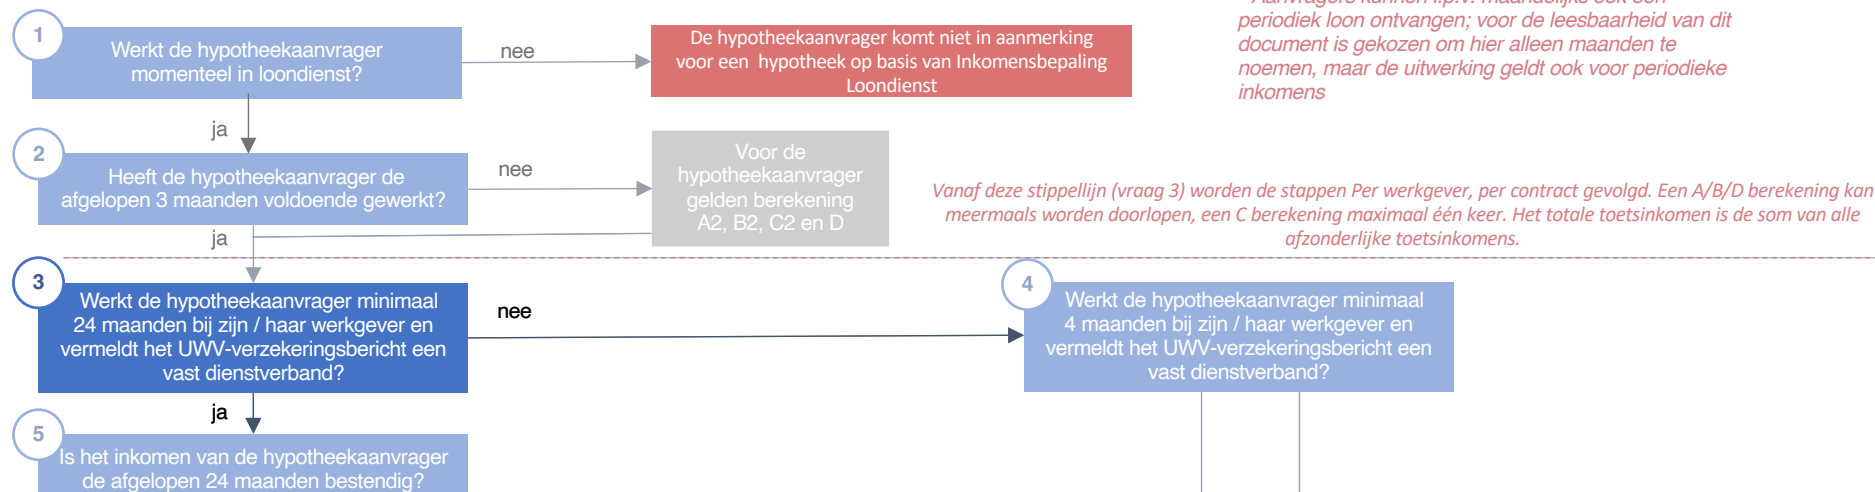 Aanvragers kunnen i.p.v. maandelijks ook een
periodiek loon ontvangen; voor de leesbaarheid van dit
document is gekozen om hier alleen maanden te
noemen, maar de uitwerking geldt ook voor periodieke
inkomens
1
Werkt de hypotheekaanvrager
momenteel in loondienst?
nee
De hypotheekaanvrager komt niet in aanmerking
voor een hypotheek op basis van Inkomensbepaling
Loondienst
ja
2
Heeft de hypotheekaanvrager de
afgelopen 3 maanden voldoende gewerkt?
nee
Voor de
hypotheekaanvrager
gelden berekening
A2, B2, C2 en D
Vanaf deze stippellijn (vraag 3) worden de stappen Per werkgever, per contract gevolgd. Een A/B/D berekening kan
meermaals worden doorlopen, een C berekening maximaal één keer. Het totale toetsinkomen is de som van alle
afzonderlijke toetsinkomens.
ja
3
Werkt de hypotheekaanvrager minimaal
24 maanden bij zijn / haar werkgever en
vermeldt het UWV-verzekeringsbericht een
vast dienstverband?
nee
4
Werkt de hypotheekaanvrager minimaal
4 maanden bij zijn / haar werkgever en
vermeldt het UWV-verzekeringsbericht een
vast dienstverband?
ja
5
Is het inkomen van de hypotheekaanvrager
de afgelopen 24 maanden bestendig?